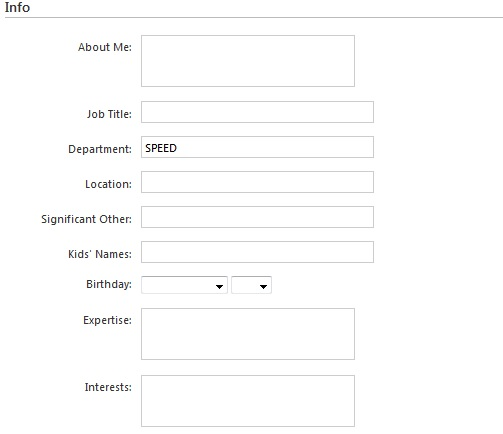 Info
About Me:
Job Title:
Department: SPEED
Location:
Significant Other:
Kids' Names:
Birthday:
Expertise:
Interests: